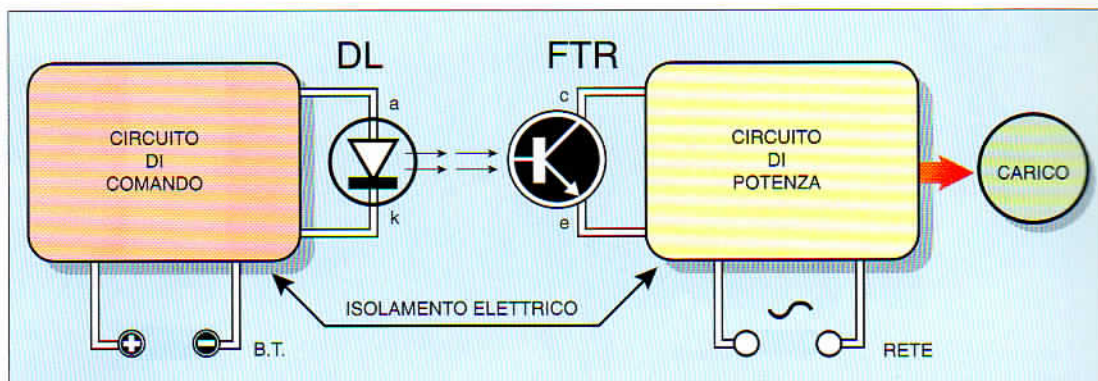 DL
FTR
a
c
CIRCUITO
DI
COMANDO
CIRCUITO
DI
POTENZA
CARICO
k
e
ISOLAMENTO ELETTRICO
+
−
B.T.
RETE